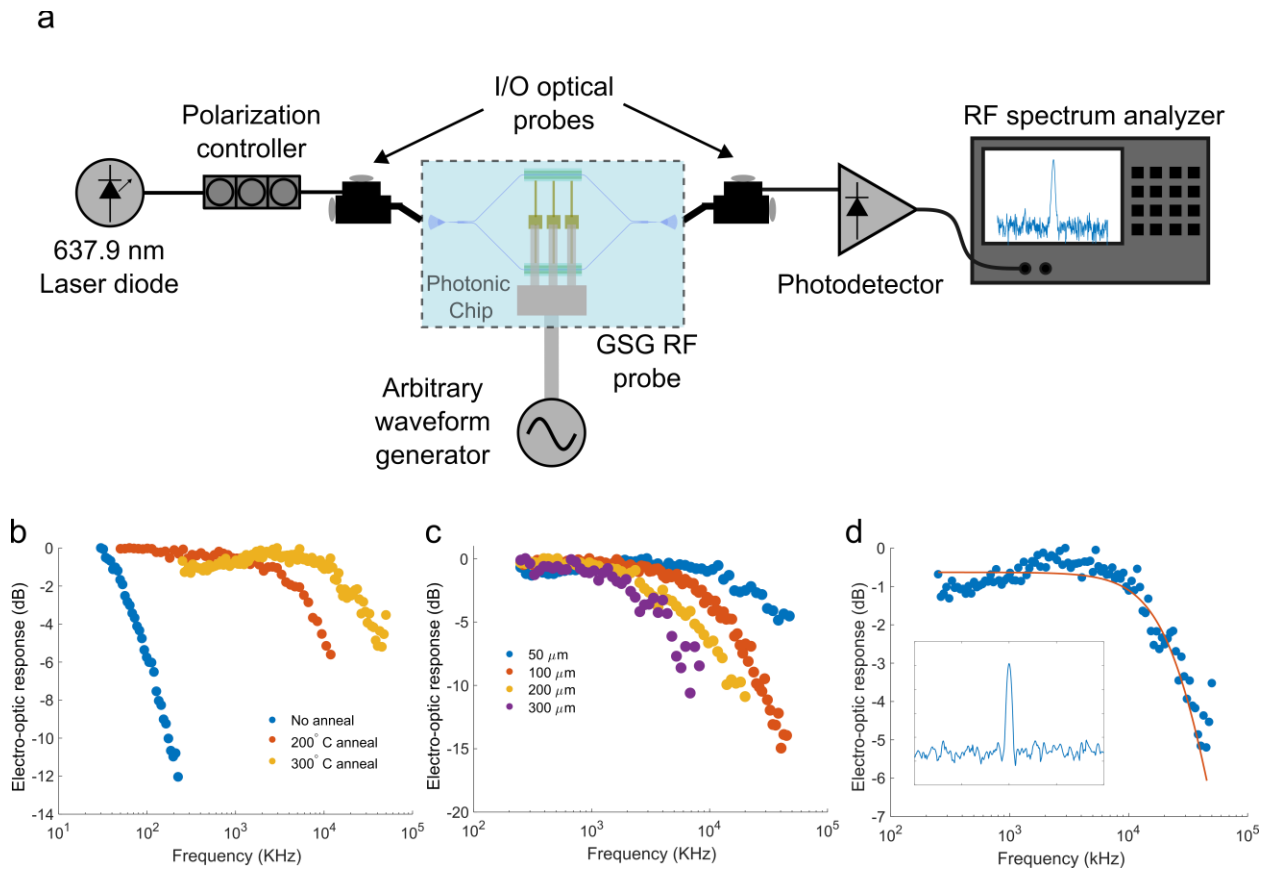 a
I/O optical
probes
Polarization
controller
RF spectrum analyzer
637.9 nm
Laser diode
Photonic
Chip
Photodetector
GSG RF
probe
Arbitrary
waveform
generator
b
Electro-optic response (dB)
0
-2
-4
-6
-8
-10
-12
-14
No anneal
200° C anneal
300° C anneal
10^1
10^2
10^3
10^4
10^5
Frequency (KHz)
c
Electro-optic response (dB)
0
-5
-10
-15
-20
50 μm
100 μm
200 μm
300 μm
10^2
10^3
10^4
10^5
Frequency (KHz)
d
Electro-optic response (dB)
0
-1
-2
-3
-4
-5
-6
-7
10^2
10^3
10^4
10^5
Frequency (kHz)